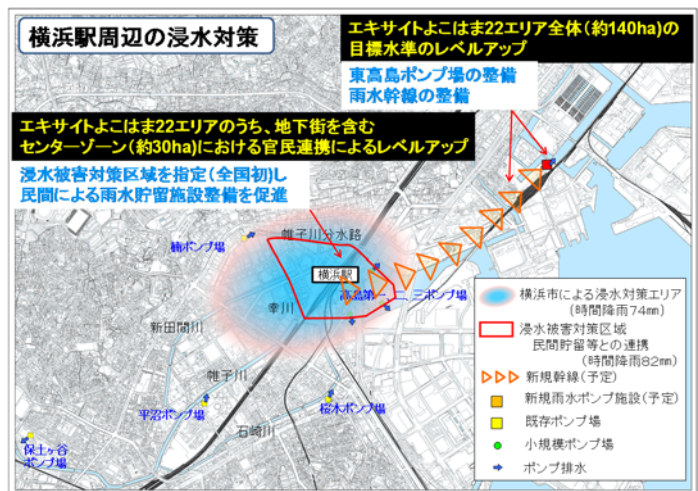 横浜駅周辺の浸水対策
エキサイトよこはま22エリア全体(約140ha)の
目標水準のレベルアップ
東高島ポンプ場の整備
雨水幹線の整備
エキサイトよこはま22エリアのうち、地下街を含む
センターゾーン(約30ha)における官民連携によるレベルアップ
浸水被害対策区域を指定(全国初)し
民間による雨水貯留施設整備を促進
楠ポンプ場
帷子川分水路
横浜駅
高島第一、二、三ポンプ場
幸川
新田間川
帷子川
平沼ポンプ場
桜木ポンプ場
石崎川
保土ヶ谷
ポンプ場
横浜市による浸水対策エリア
(時間降雨74mm)
浸水被害対策区域
民間貯留等との連携
(時間降雨82mm)
新規幹線(予定)
新規雨水ポンプ施設(予定)
既存ポンプ場
小規模ポンプ場
ポンプ排水